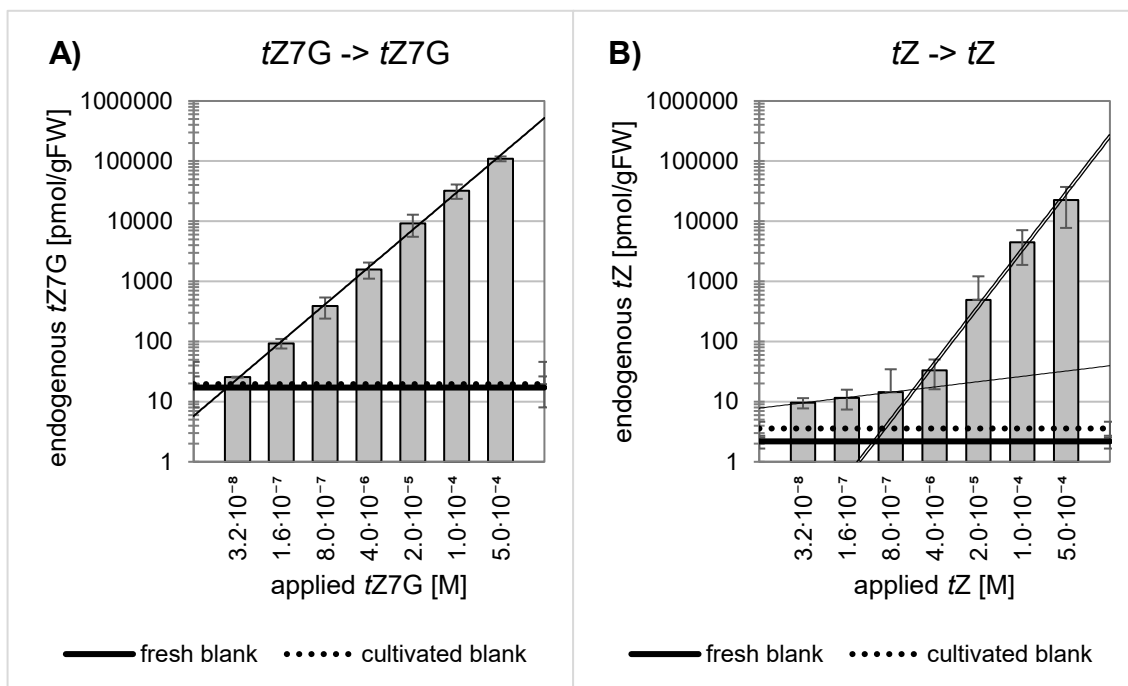 A)
tZ7G -> tZ7G
endogenous tZ7G [pmol/gFW]
1000000
100000
10000
1000
100
10
1
3.2·10⁻⁸
1.6·10⁻⁷
8.0·10⁻⁷
4.0·10⁻⁶
2.0·10⁻⁵
1.0·10⁻⁴
5.0·10⁻⁴
applied tZ7G [M]
fresh blank
cultivated blank
B)
tZ -> tZ
endogenous tZ [pmol/gFW]
1000000
100000
10000
1000
100
10
1
3.2·10⁻⁸
1.6·10⁻⁷
8.0·10⁻⁷
4.0·10⁻⁶
2.0·10⁻⁵
1.0·10⁻⁴
5.0·10⁻⁴
applied tZ [M]
fresh blank
cultivated blank